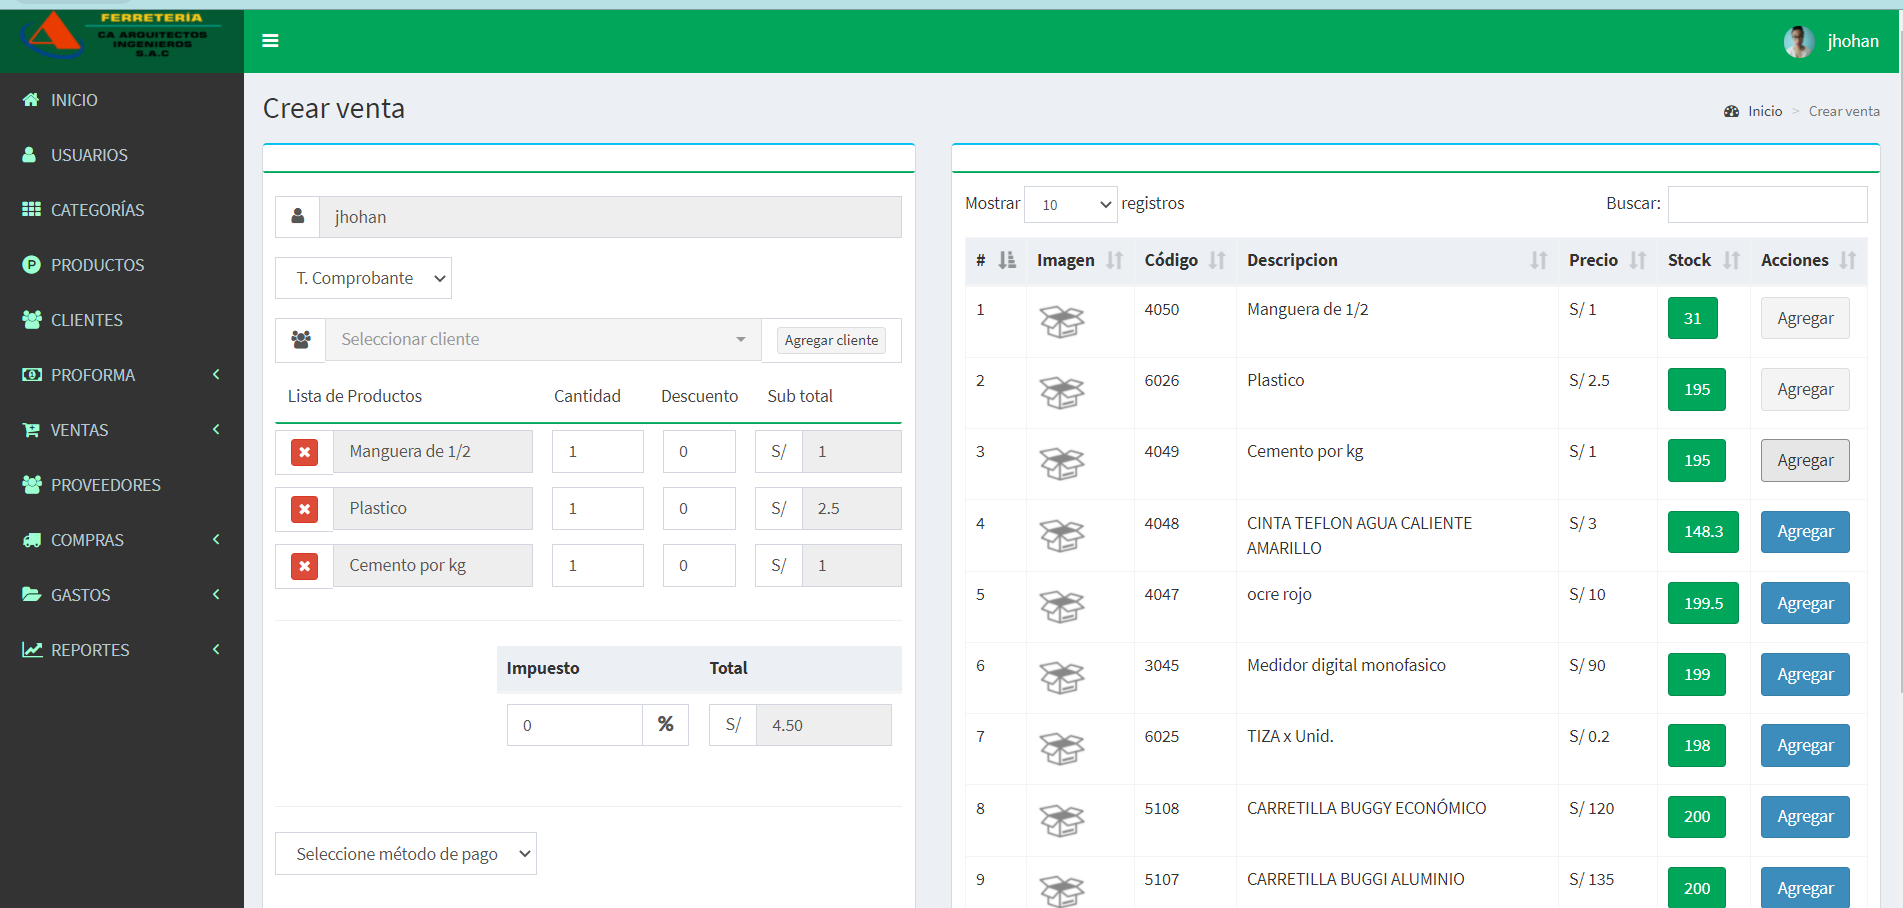 FERRETERÍA
CA ARQUITECTOS
INGENIEROS
S.A.C
jhohan
INICIO
USUARIOS
CATEGORÍAS
PRODUCTOS
CLIENTES
PROFORMA
VENTAS
PROVEEDORES
COMPRAS
GASTOS
REPORTES
Crear venta
Inicio > Crear venta
jhohan
T. Comprobante
Seleccionar cliente Agregar cliente
Lista de Productos Cantidad Descuento Sub total
Manguera de 1/2 1 0 S/ 1
Plastico 1 0 S/ 2.5
Cemento por kg 1 0 S/ 1
Impuesto Total
0 % S/ 4.50
Seleccione método de pago
Mostrar 10 registros Buscar:
# Imagen Código Descripcion Precio Stock Acciones
1 4050 Manguera de 1/2 S/ 1 31 Agregar
2 6026 Plastico S/ 2.5 195 Agregar
3 4049 Cemento por kg S/ 1 195 Agregar
4 4048 CINTA TEFLON AGUA CALIENTE S/ 3 148.3 Agregar
AMARILLO
5 4047 ocre rojo S/ 10 199.5 Agregar
6 3045 Medidor digital monofasico S/ 90 199 Agregar
7 6025 TIZA x Unid. S/ 0.2 198 Agregar
8 5108 CARRETILLA BUGGY ECONÓMICO S/ 120 200 Agregar
9 5107 CARRETILLA BUGGI ALUMINIO S/ 135 200 Agregar